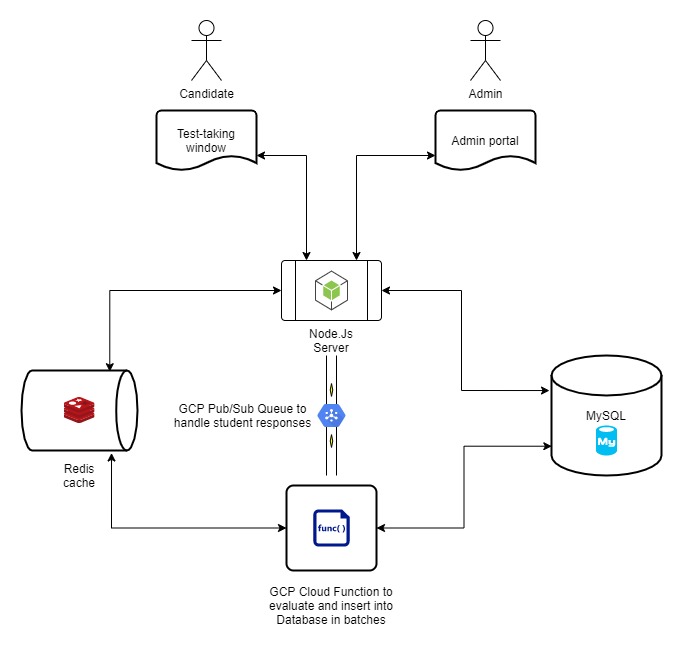 Candidate
Admin
Test-taking
window
Admin portal
Node.Js
Server
GCP Pub/Sub Queue to
handle student responses
MySQL
My
Redis
cache
func()
GCP Cloud Function to
evaluate and insert into
Database in batches